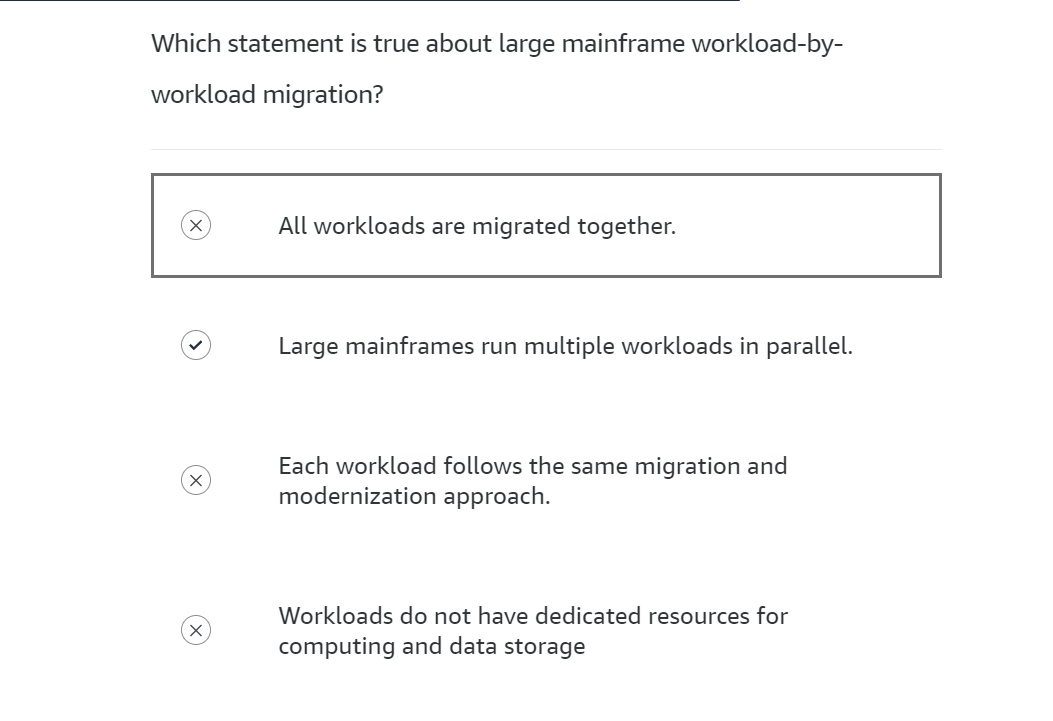 Which statement is true about large mainframe workload-by-
workload migration?
All workloads are migrated together.
Large mainframes run multiple workloads in parallel.
Each workload follows the same migration and
modernization approach.
Workloads do not have dedicated resources for
computing and data storage